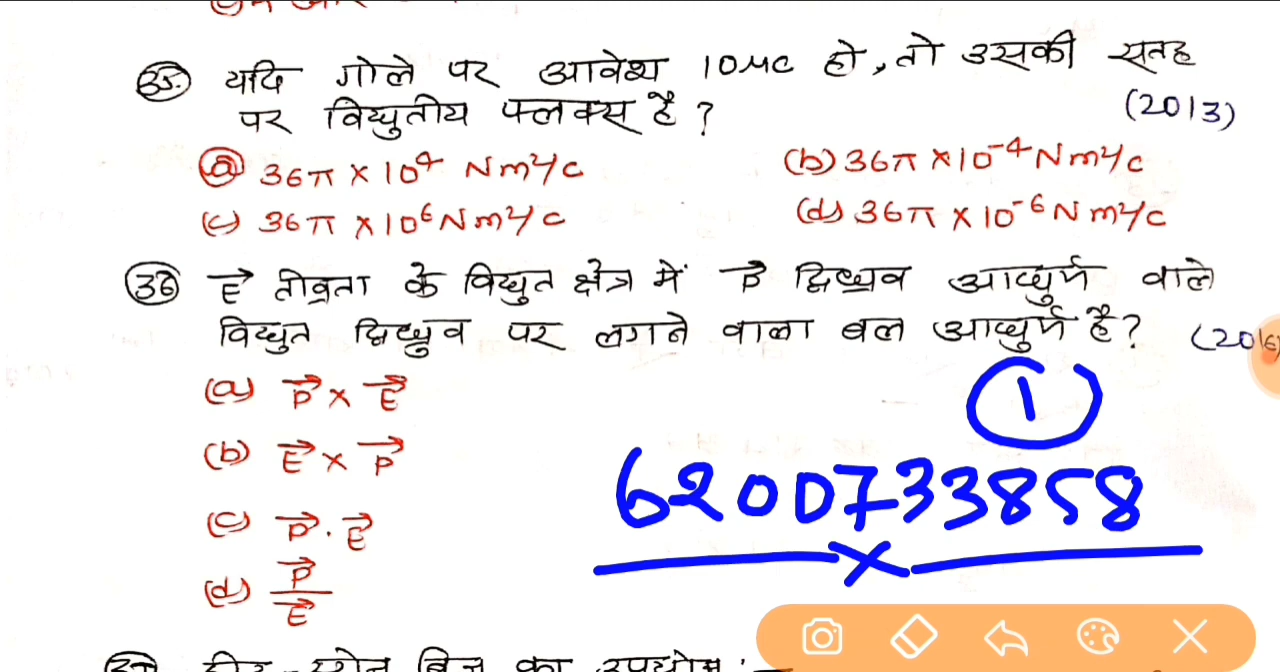 35. यदि गोले पर आवेश 10μC हो, तो उसकी सतह
पर विद्युतीय फ्लक्स है ? (2013)
(a) 36π × 10⁴ Nm²/C (b) 36π × 10⁻⁴ Nm²/C
(c) 36π × 10⁶ Nm²/C (d) 36π × 10⁻⁶ Nm²/C
36 E⃗ तीव्रता के विद्युत क्षेत्र में P⃗ द्विध्रुव आघूर्ण वाले
विद्युत द्विध्रुव पर लगने वाला बल आघूर्ण है? (2016)
(a) P⃗ × E⃗
(b) E⃗ × P⃗
(c) P⃗ . E⃗
(d) P⃗/E⃗
1
6200733858